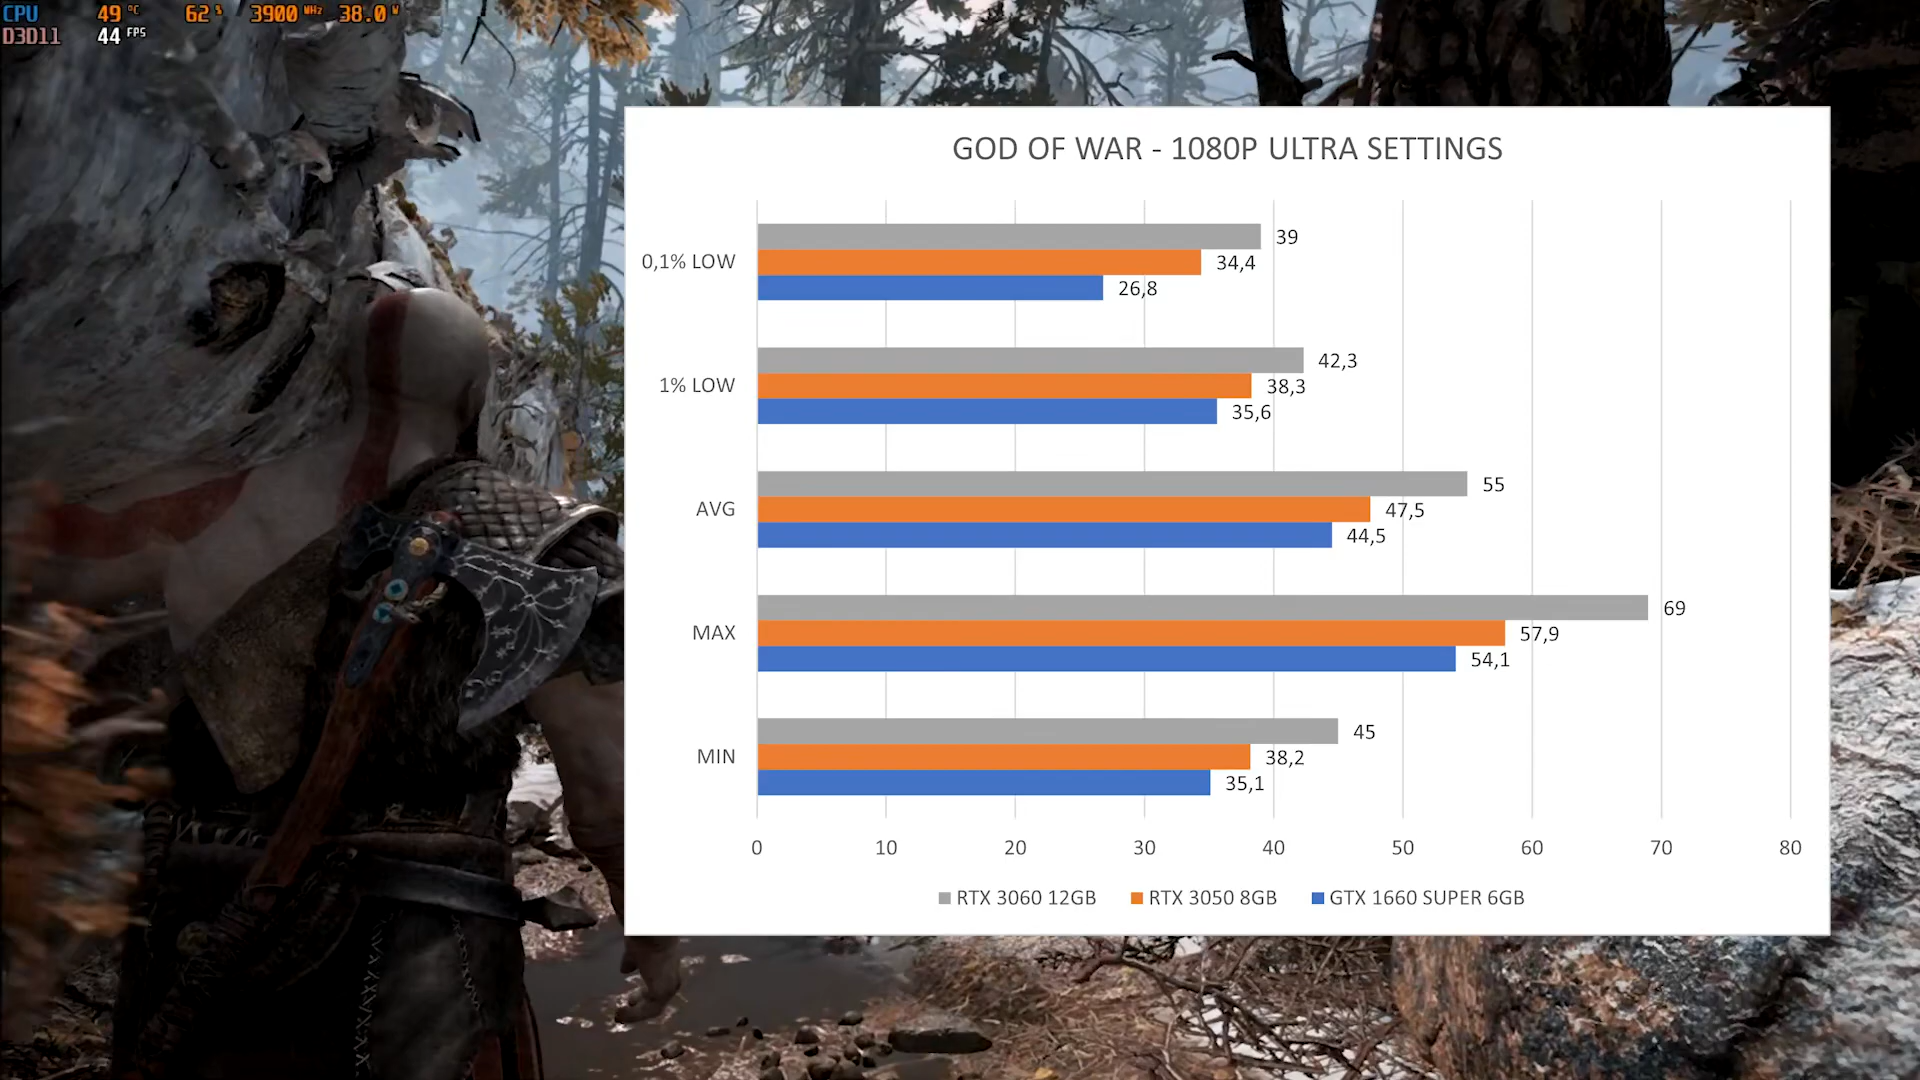 CPU 49 °C 62 % 3900 MHz 38.0 W
D3D11 44 FPS
GOD OF WAR - 1080P ULTRA SETTINGS
0,1% LOW 39
34,4
26,8
1% LOW 42,3
38,3
35,6
AVG 55
47,5
44,5
MAX 69
57,9
54,1
MIN 45
38,2
35,1
0 10 20 30 40 50 60 70 80
RTX 3060 12GB RTX 3050 8GB GTX 1660 SUPER 6GB